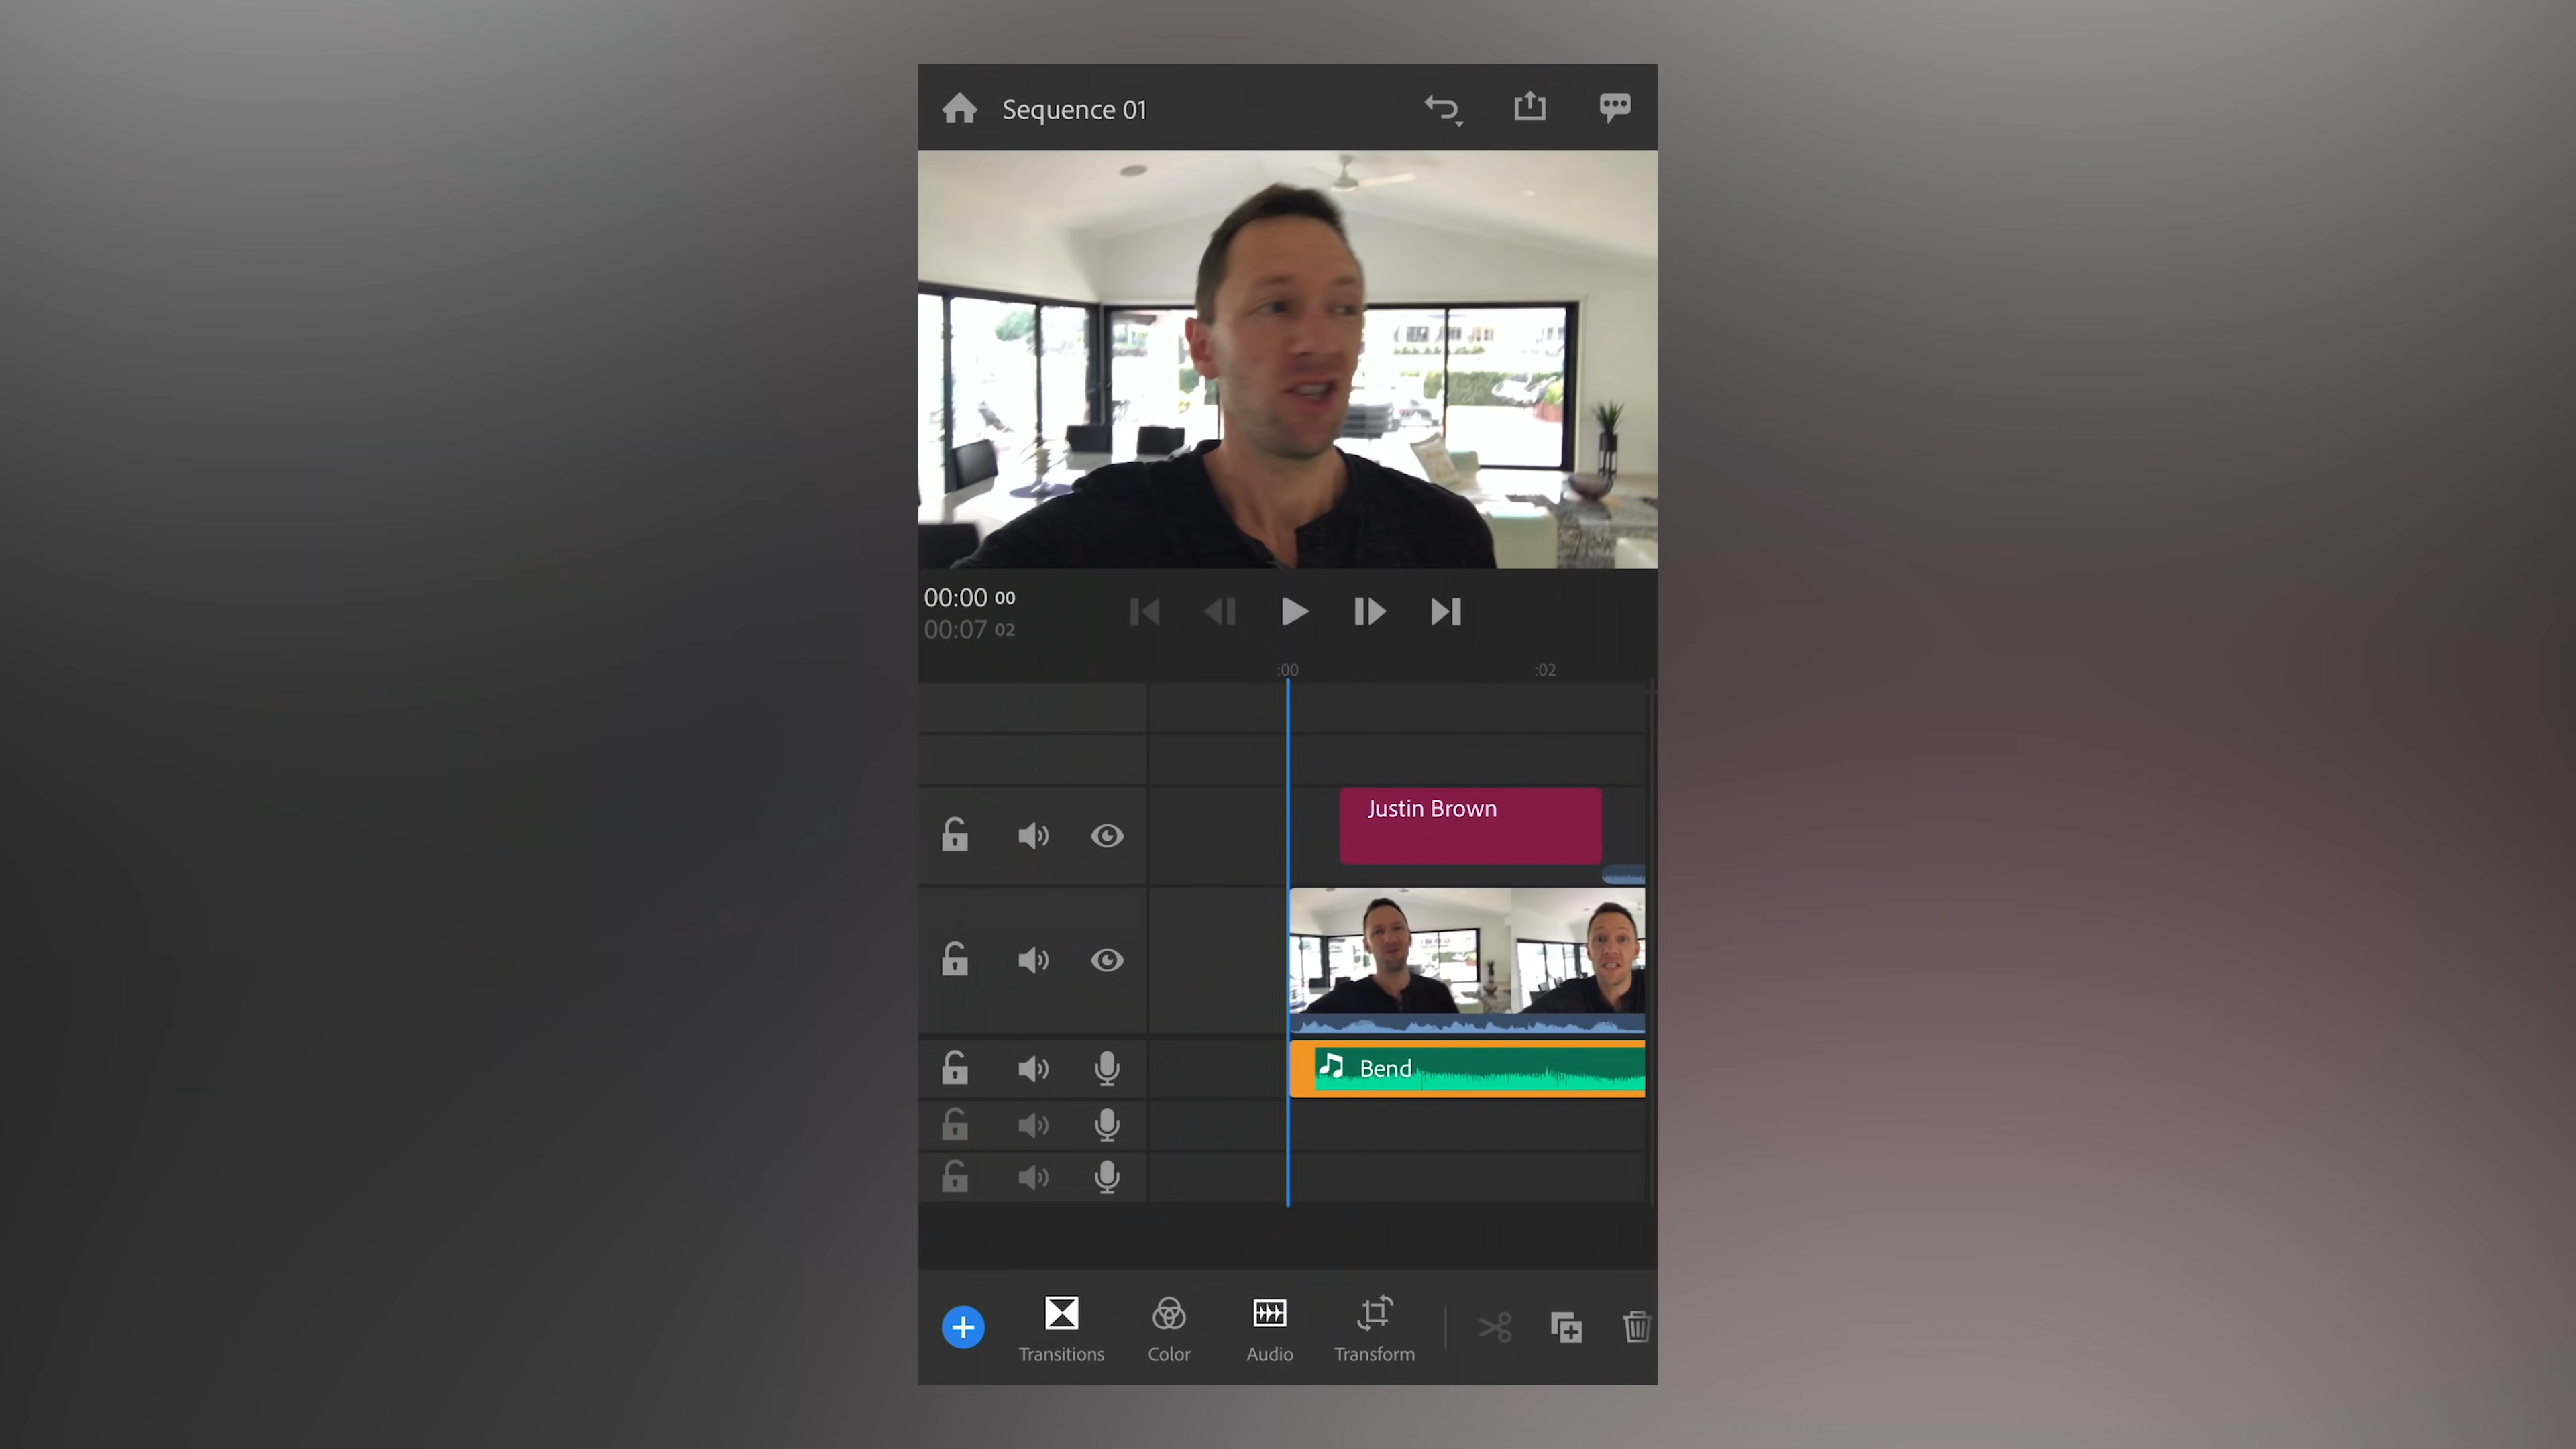 Sequence 01
00:00 00
00:07 02
:00 :02
Justin Brown
Bend
Transitions Color Audio Transform